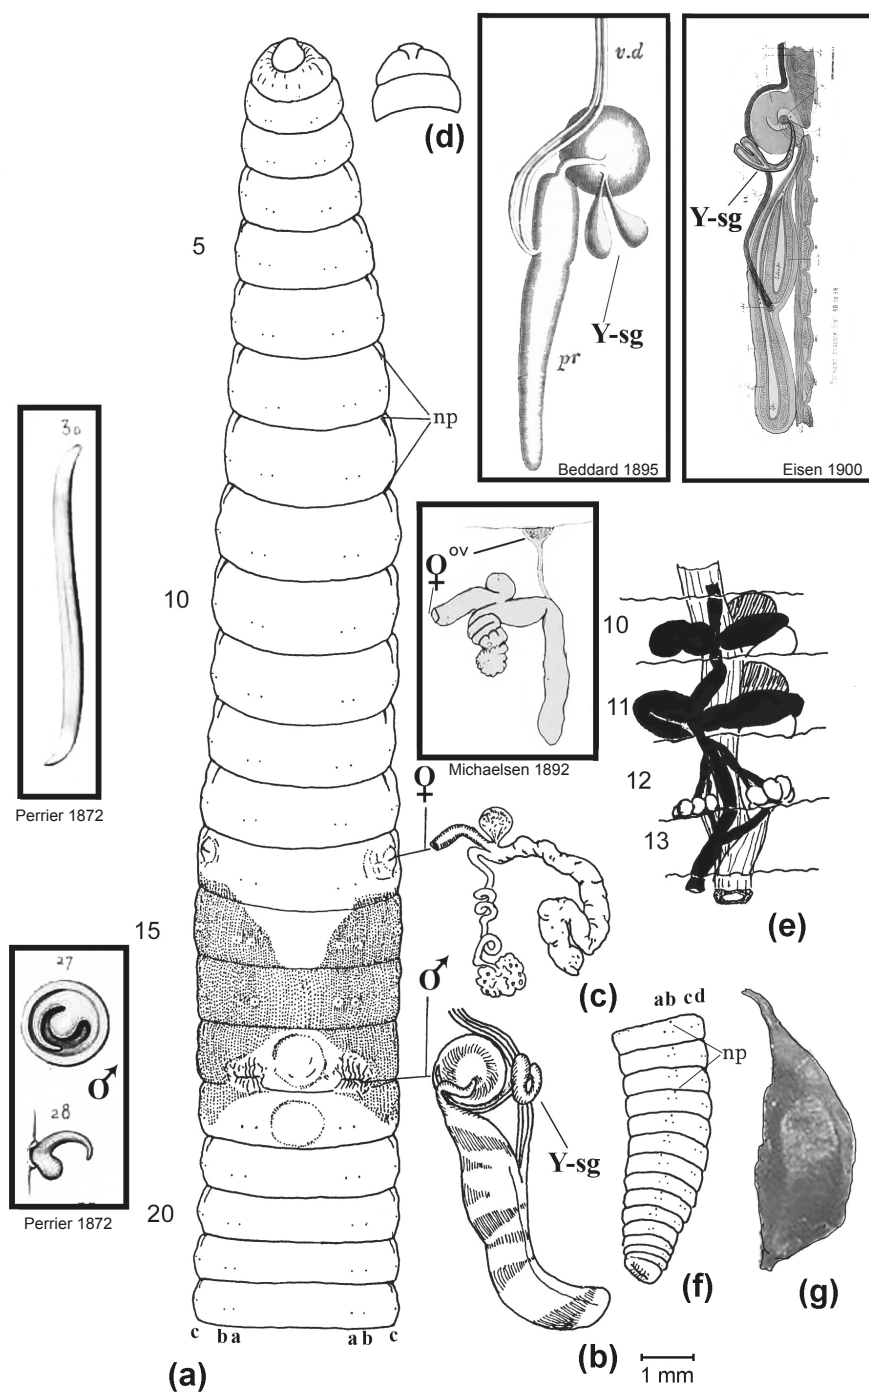 (d)
v.d
Y-sg
pr
Beddard 1895
Y-sg
Eisen 1900
5
np
30
Perrier 1872
10
♀
ov
Michaelsen 1892
♀
10
11
12
13
(e)
15
♂
(c)
27
♂
28
Perrier 1872
20
Y-sg
ab cd
np
c
b a
a b
c
(a)
(b)
(f)
(g)
1 mm